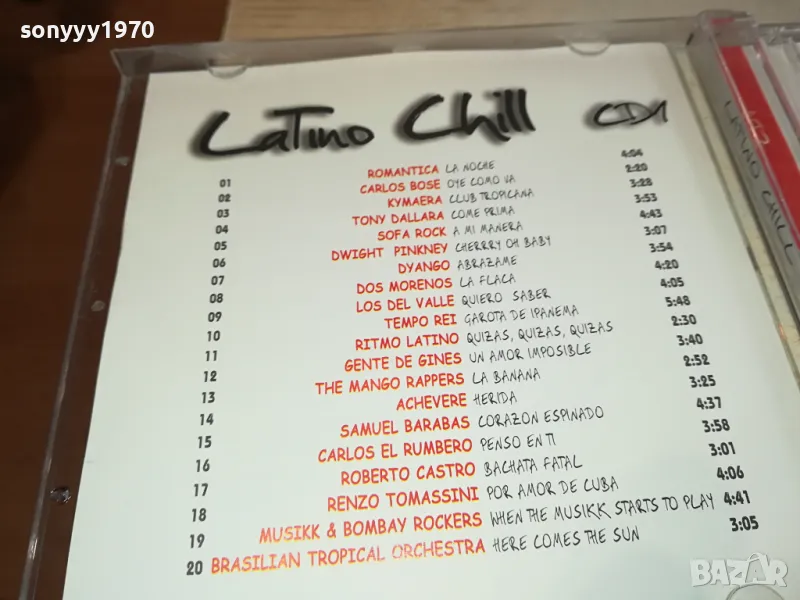 sonyyy1970
LaTino Chill CD1
01 ROMANTICA LA NOCHE 4:04
02 CARLOS BOSE OYE COMO VA 2:20
03 KYMAERA CLUB TROPICANA 3:28
04 TONY DALLARA COME PRIMA 3:53
05 SOFA ROCK A MI MANERA 4:43
06 DWIGHT PINKNEY CHERRRY OH BABY 3:07
07 DYANGO ABRAZAME 3:54
08 DOS MORENOS LA FLACA 4:20
09 LOS DEL VALLE QUIERO SABER 4:05
10 TEMPO REI GAROTA DE IPANEMA 5:48
11 RITMO LATINO QUIZAS, QUIZAS, QUIZAS 2:30
12 GENTE DE GINES UN AMOR IMPOSIBLE 3:40
13 THE MANGO RAPPERS LA BANANA 2:52
14 ACHEVERE HERIDA 3:25
15 SAMUEL BARABAS CORAZON ESPINADO 4:37
16 CARLOS EL RUMBERO PENSO EN TI 3:58
17 ROBERTO CASTRO BACHATA FATAL 3:01
18 RENZO TOMASSINI POR AMOR DE CUBA 4:06
19 MUSIKK & BOMBAY ROCKERS WHEN THE MUSIKK STARTS TO PLAY 4:41
20 BRASILIAN TROPICAL ORCHESTRA HERE COMES THE SUN 3:05
LATINO CHILL
BAZAR